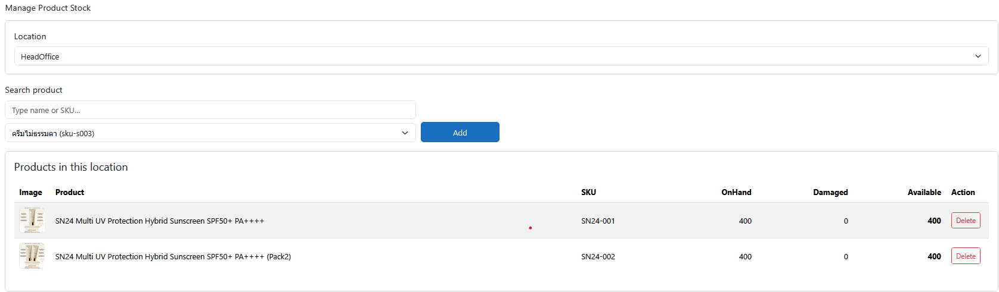 Manage Product Stock
Location
HeadOffice
Search product
Type name or SKU...
ครีมไม่ธรรมดา (sku-s003)
Add
Products in this location
Image Product SKU OnHand Damaged Available Action
SN24 Multi UV Protection Hybrid Sunscreen SPF50+ PA++++ SN24-001 400 0 400 Delete
SN24 Multi UV Protection Hybrid Sunscreen SPF50+ PA++++ (Pack2) SN24-002 400 0 400 Delete